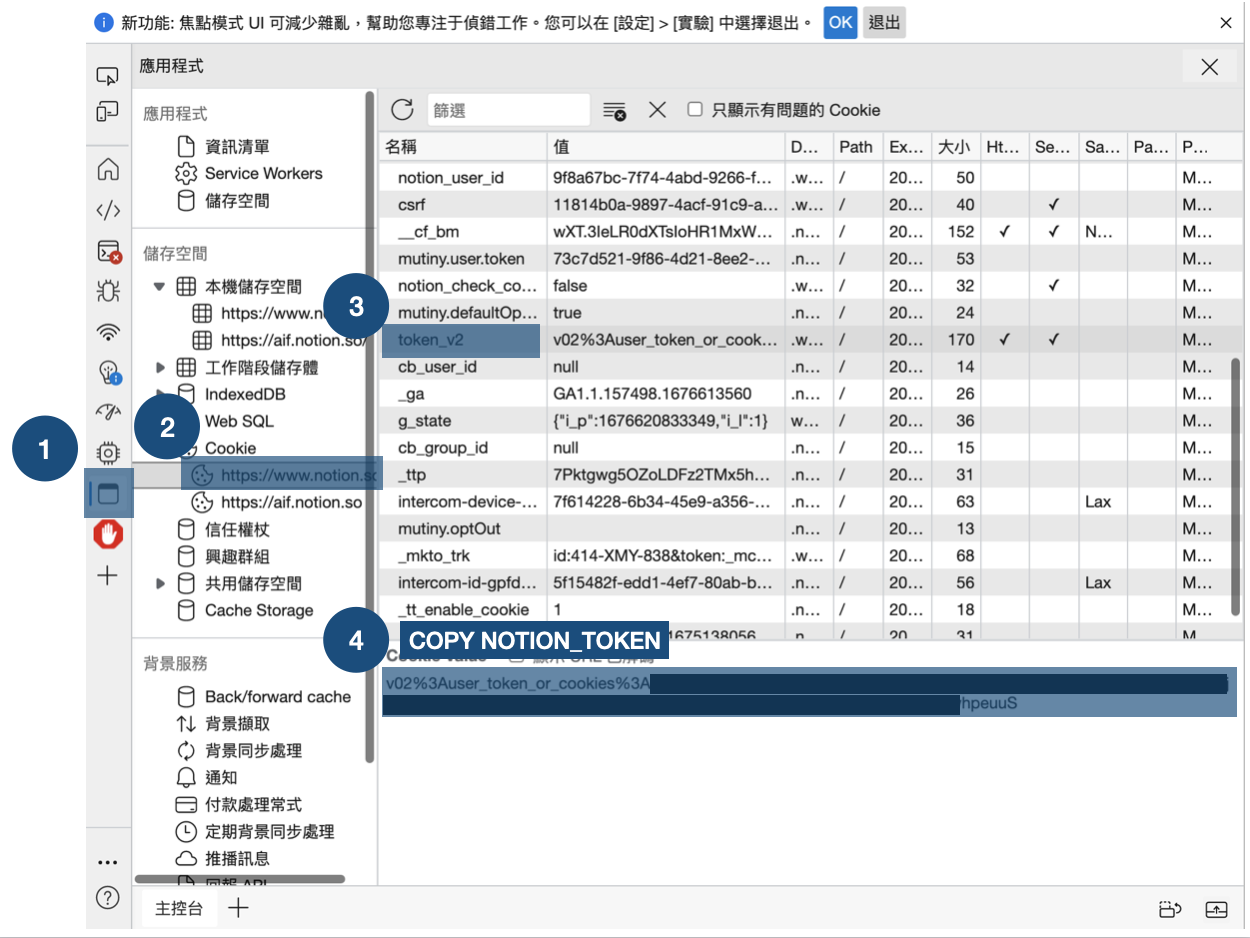 新功能: 焦點模式 UI 可減少雜亂,幫助您專注于偵錯工作。您可以在 [設定] > [實驗] 中選擇退出。 OK 退出
應用程式
應用程式
資訊清單
Service Workers
儲存空間
儲存空間
本機儲存空間
https://www.n
https://aif.notion.so/
工作階段儲存體
IndexedDB
Web SQL
Cookie
https://www.notion.s
https://aif.notion.so
信任權杖
興趣群組
共用儲存空間
Cache Storage
背景服務
Back/forward cache
背景擷取
背景同步處理
通知
付款處理常式
定期背景同步處理
推播訊息
回報 API
1
2
3
4
篩選 只顯示有問題的 Cookie
名稱 值 D... Path Ex... 大小 Ht... Se... Sa... Pa... P...
notion_user_id 9f8a67bc-7f74-4abd-9266-f... .w... / 20... 50 M...
csrf 11814b0a-9897-4acf-91c9-a... .w... / 20... 40 ✓ M...
__cf_bm wXT.3leLR0dXTsIoHR1MxW... .n... / 20... 152 ✓ ✓ N... M...
mutiny.user.token 73c7d521-9f86-4d21-8ee2-... .n... / 20... 53 M...
notion_check_co... false .w... / 20... 32 ✓ M...
mutiny.defaultOp... true .n... / 20... 24 M...
token_v2 v02%3Auser_token_or_cook... .w... / 20... 170 ✓ ✓ M...
cb_user_id null .n... / 20... 14 M...
_ga GA1.1.157498.1676613560 .n... / 20... 26 M...
g_state {"i_p":1676620833349,"i_l":1} w... / 20... 36 M...
cb_group_id null .n... / 20... 15 M...
_ttp 7Pktgwg5OZoLDFz2TMx5h... .n... / 20... 31 M...
intercom-device-... 7f614228-6b34-45e9-a356-... .n... / 20... 63 Lax M...
mutiny.optOut .n... / 20... 13 M...
_mkto_trk id:414-XMY-838&token:_mc... .w... / 20... 68 M...
intercom-id-gpfd... 5f15482f-edd1-4ef7-80ab-b... .n... / 20... 56 Lax M...
_tt_enable_cookie 1 .n... / 20... 18 M...
1675138056 .n... / 20... 31 M...
COPY NOTION_TOKEN
Cookie Value
v02%3Auser_token_or_cookies%3A
hpeuuS
主控台